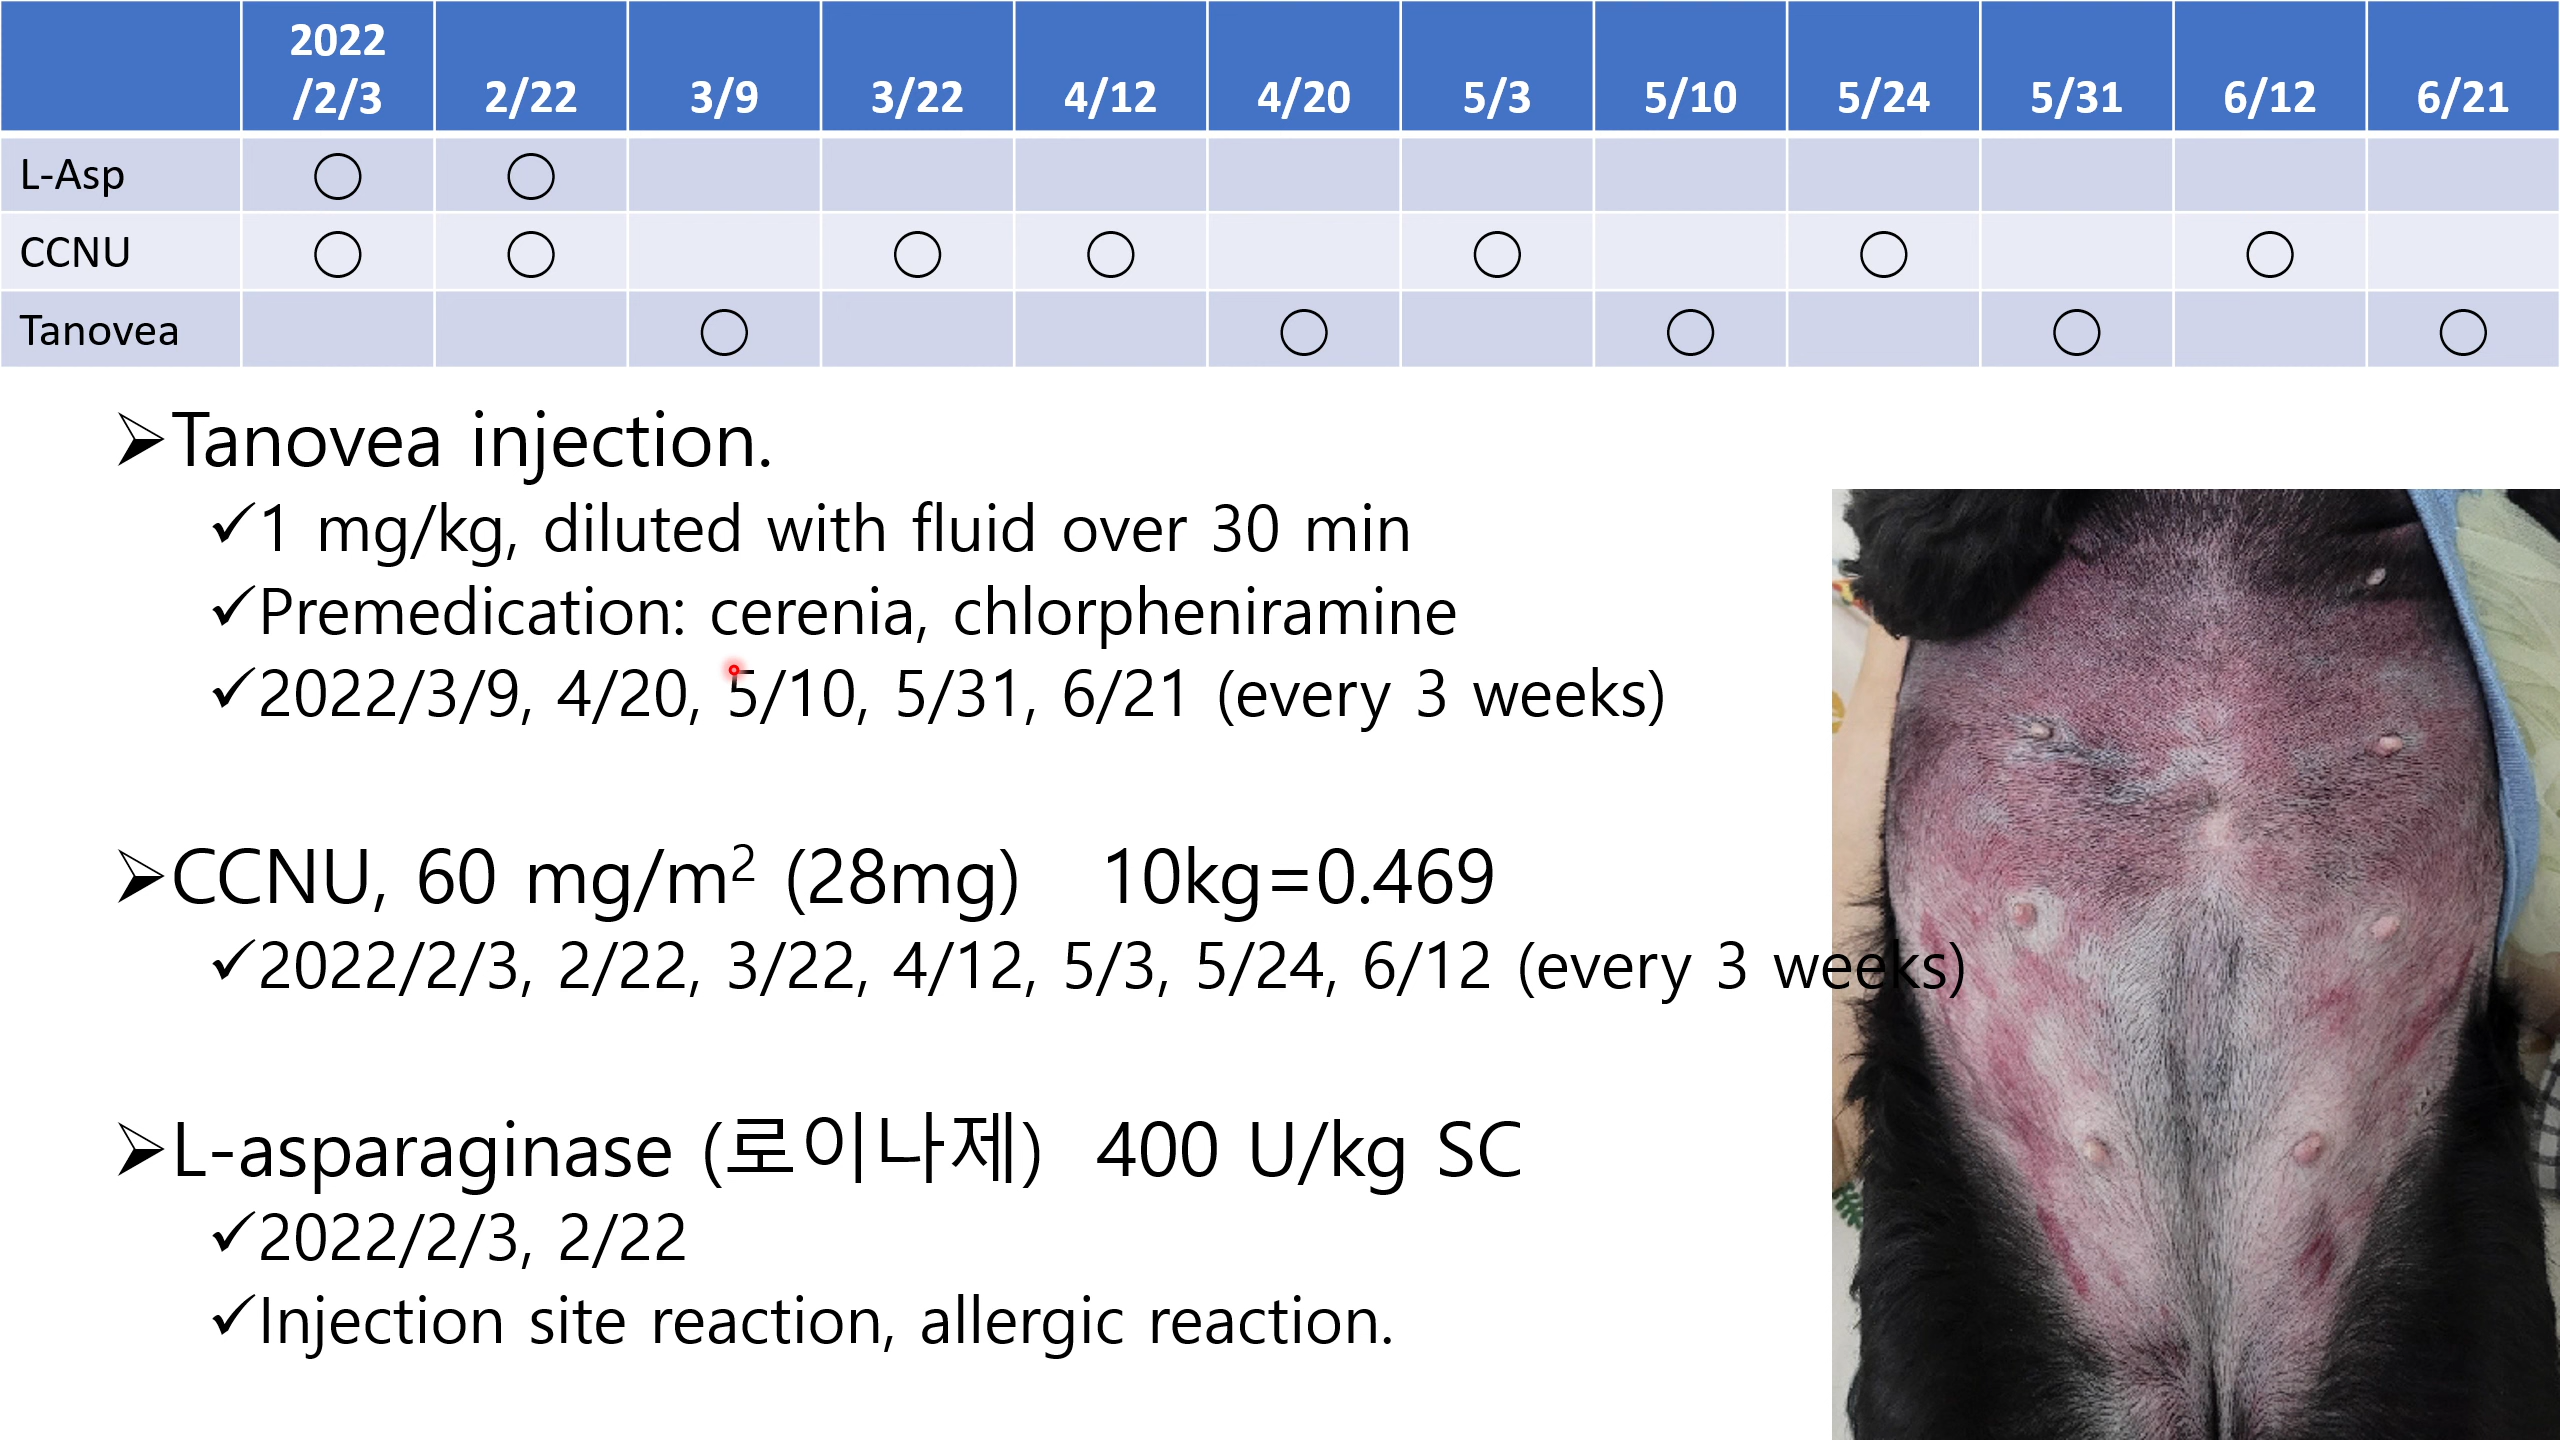 2022 /2/3 2/22 3/9 3/22 4/12 4/20 5/3 5/10 5/24 5/31 6/12 6/21
L-Asp ○ ○
CCNU ○ ○ ○ ○ ○ ○ ○
Tanovea ○ ○ ○ ○ ○
➢Tanovea injection.
✓1 mg/kg, diluted with fluid over 30 min
✓Premedication: cerenia, chlorpheniramine
✓2022/3/9, 4/20, 5/10, 5/31, 6/21 (every 3 weeks)
➢CCNU, 60 mg/m² (28mg) 10kg=0.469
✓2022/2/3, 2/22, 3/22, 4/12, 5/3, 5/24, 6/12 (every 3 weeks)
➢L-asparaginase (로이나제) 400 U/kg SC
✓2022/2/3, 2/22
✓Injection site reaction, allergic reaction.